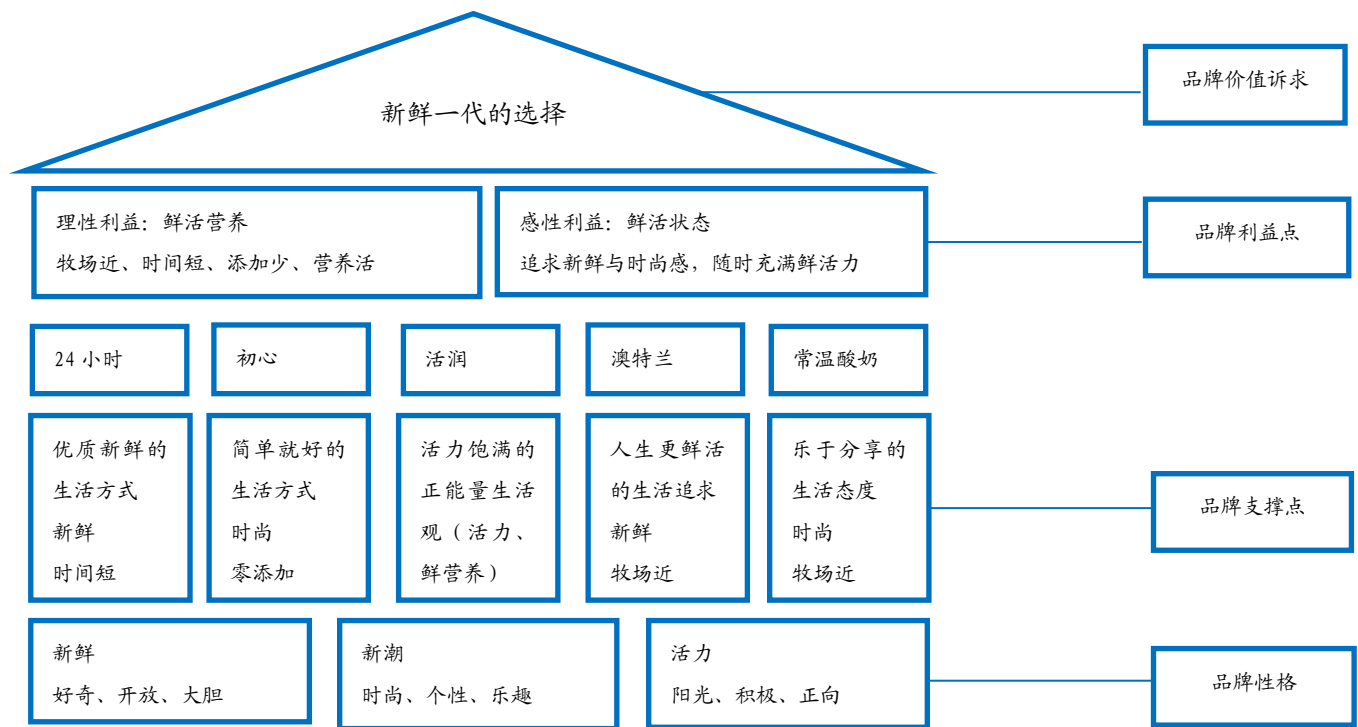 新鲜一代的选择
品牌价值诉求
理性利益：鲜活营养
牧场近、时间短、添加少、营养活
感性利益：鲜活状态
追求新鲜与时尚感，随时充满鲜活力
品牌利益点
24 小时
初心
活润
澳特兰
常温酸奶
优质新鲜的
生活方式
新鲜
时间短
简单就好的
生活方式
时尚
零添加
活力饱满的
正能量生活
观（活力、
鲜营养）
人生更鲜活
的生活追求
新鲜
牧场近
乐于分享的
生活态度
时尚
牧场近
品牌支撑点
新鲜
好奇、开放、大胆
新潮
时尚、个性、乐趣
活力
阳光、积极、正向
品牌性格